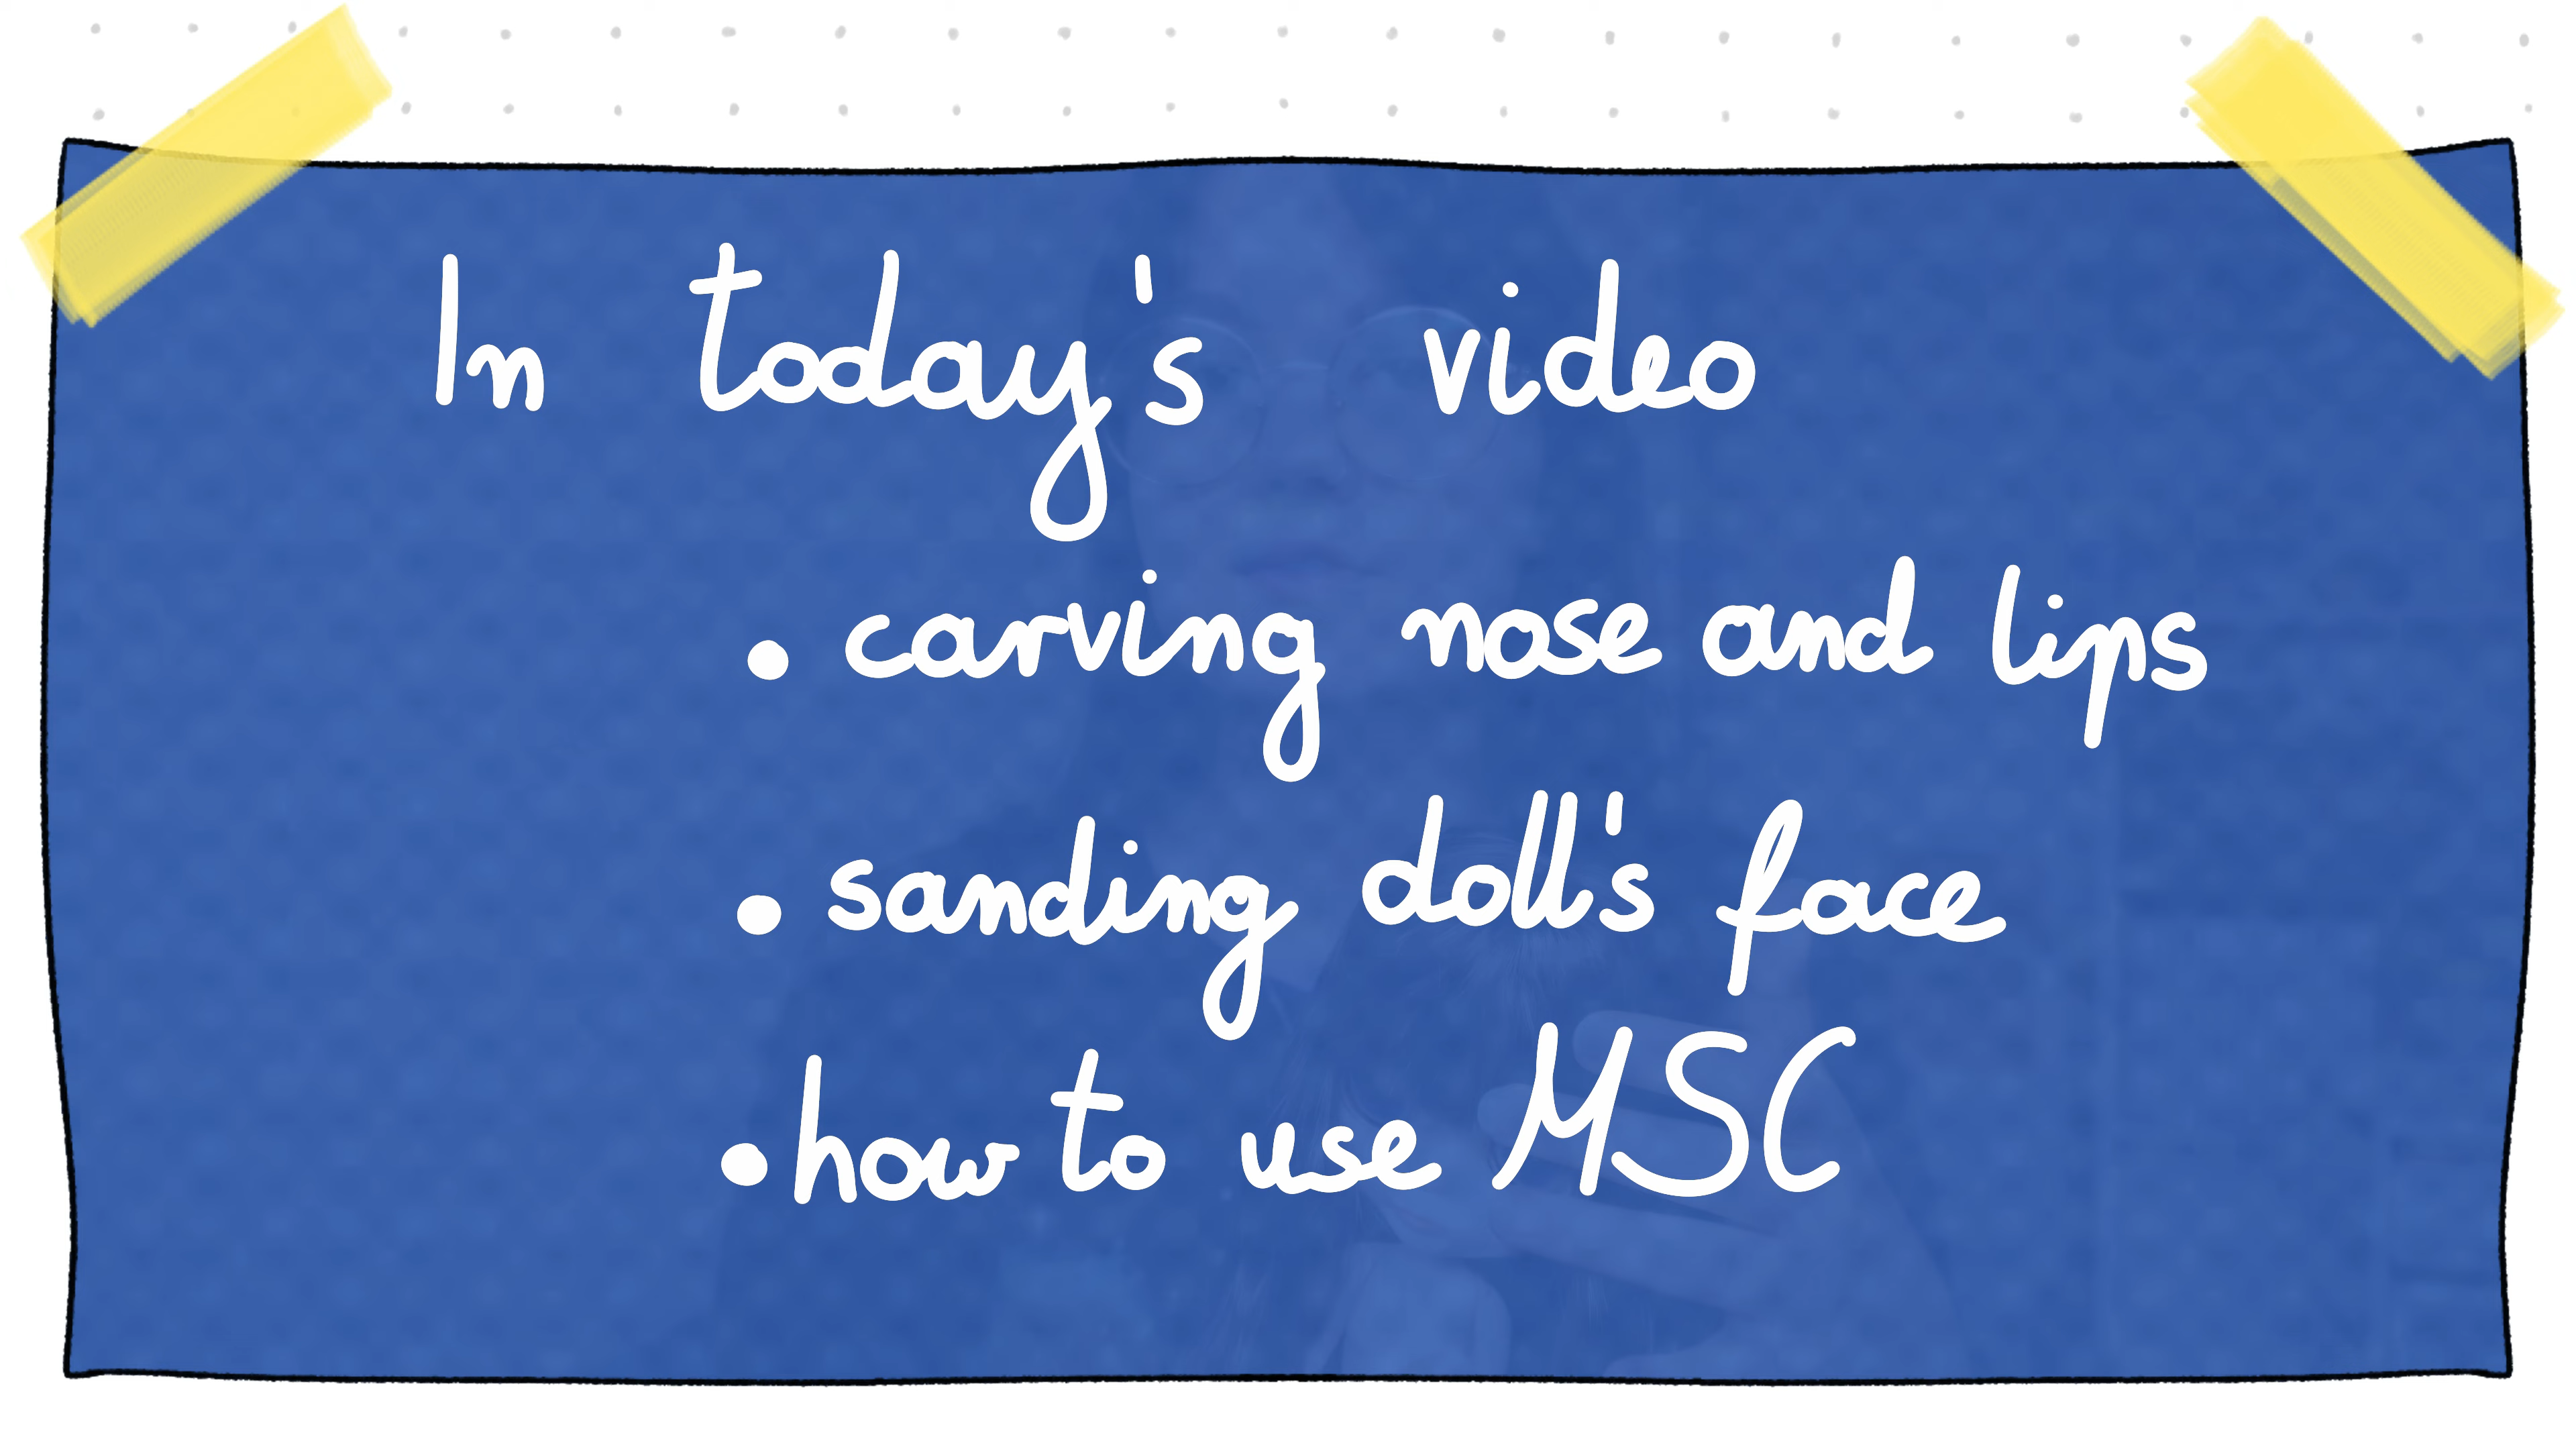 In today's video
• carving nose and lips
• sanding doll's face
• how to use MSC